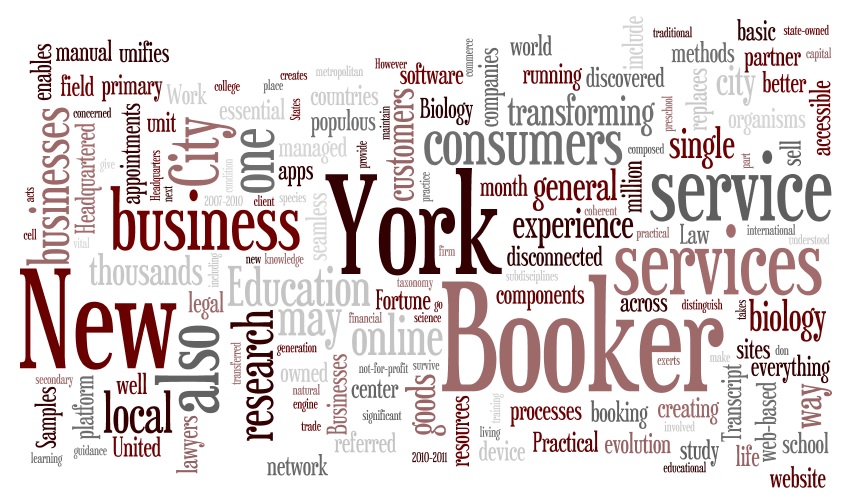 enables
manual
unifies
field
primary
However
traditional
basic
state-owned
world
commerce
include
methods
partner
capital
college
creates
metropolitan
software
companies
running
discovered
city
better
Work
place
countries
essential
States
populous
maintain
customers
Biology
transforming
preschool
replaces
organisms
accessible
concerned
appointments
unit
City
one
managed
provide
consumers
composed
single
part
sell
businesses
Headquartered
Headquarters
next
give
condition
apps
practice
month
general
million
service
acts
2007-2010
client
species
seamless
York
coherent
experience
practical
Law
international
understood
cell
vital
business
new
knowledge
firm
disconnected
subdisciplines
services
thousands
including
Education
taxonomy
Fortune
go
components
across
distinguish
takes
biology
New
legal
may
financial
science
online
Booker
also
research
transferred
generation
not-for-profit
survive
exerts
make
sites
don
everything
secondary
platform
well
owned
natural
Businesses
center
goods
Samples
local
engine
significant
resources
training
processes
booking
creating
Transcript
web-based
way
lawyers
trade
referred
living
involved
learning
guidance
United
network
2010-2011
device
Practical
evolution
study
educational
life
school
website